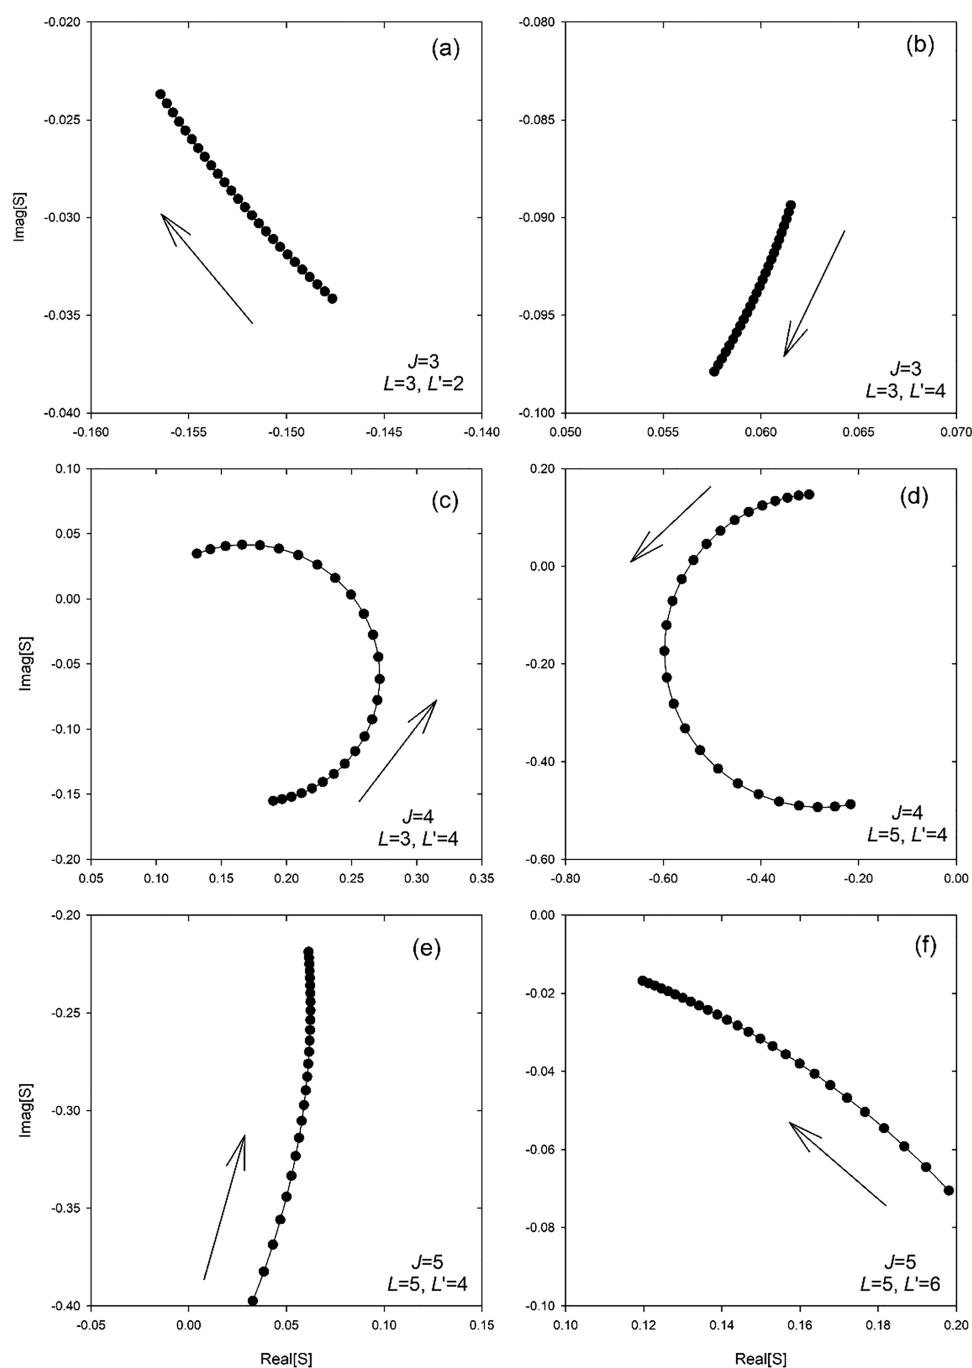 -0.020
-0.025
-0.030
-0.035
-0.040
-0.160
-0.155
-0.150
-0.145
-0.140
Imag[S]
(a)
J=3
L=3, L'=2
-0.080
-0.085
-0.090
-0.095
-0.100
0.050
0.055
0.060
0.065
0.070
(b)
J=3
L=3, L'=4
0.10
0.05
0.00
-0.05
-0.10
-0.15
-0.20
0.05
0.10
0.15
0.20
0.25
0.30
0.35
Imag[S]
(c)
J=4
L=3, L'=4
0.20
0.00
-0.20
-0.40
-0.60
-0.80
-0.60
-0.40
-0.20
0.00
(d)
J=4
L=5, L'=4
-0.20
-0.25
-0.30
-0.35
-0.40
-0.05
0.00
0.05
0.10
0.15
Imag[S]
Real[S]
(e)
J=5
L=5, L'=4
0.00
-0.02
-0.04
-0.06
-0.08
-0.10
0.10
0.12
0.14
0.16
0.18
0.20
Real[S]
(f)
J=5
L=5, L'=6